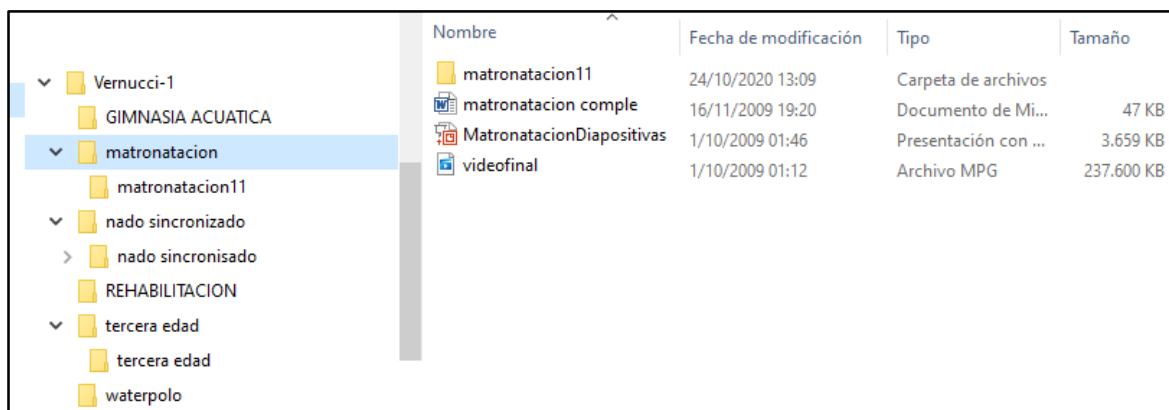 Vernucci-1
GIMNASIA ACUATICA
matronatacion
matronatacion11
nado sincronizado
nado sincronisado
REHABILITACION
tercera edad
tercera edad
waterpolo
Nombre Fecha de modificación Tipo Tamaño
matronatacion11 24/10/2020 13:09 Carpeta de archivos
matronatacion comple 16/11/2009 19:20 Documento de Mi... 47 KB
MatronatacionDiapositivas 1/10/2009 01:46 Presentación con ... 3.659 KB
videofinal 1/10/2009 01:12 Archivo MPG 237.600 KB